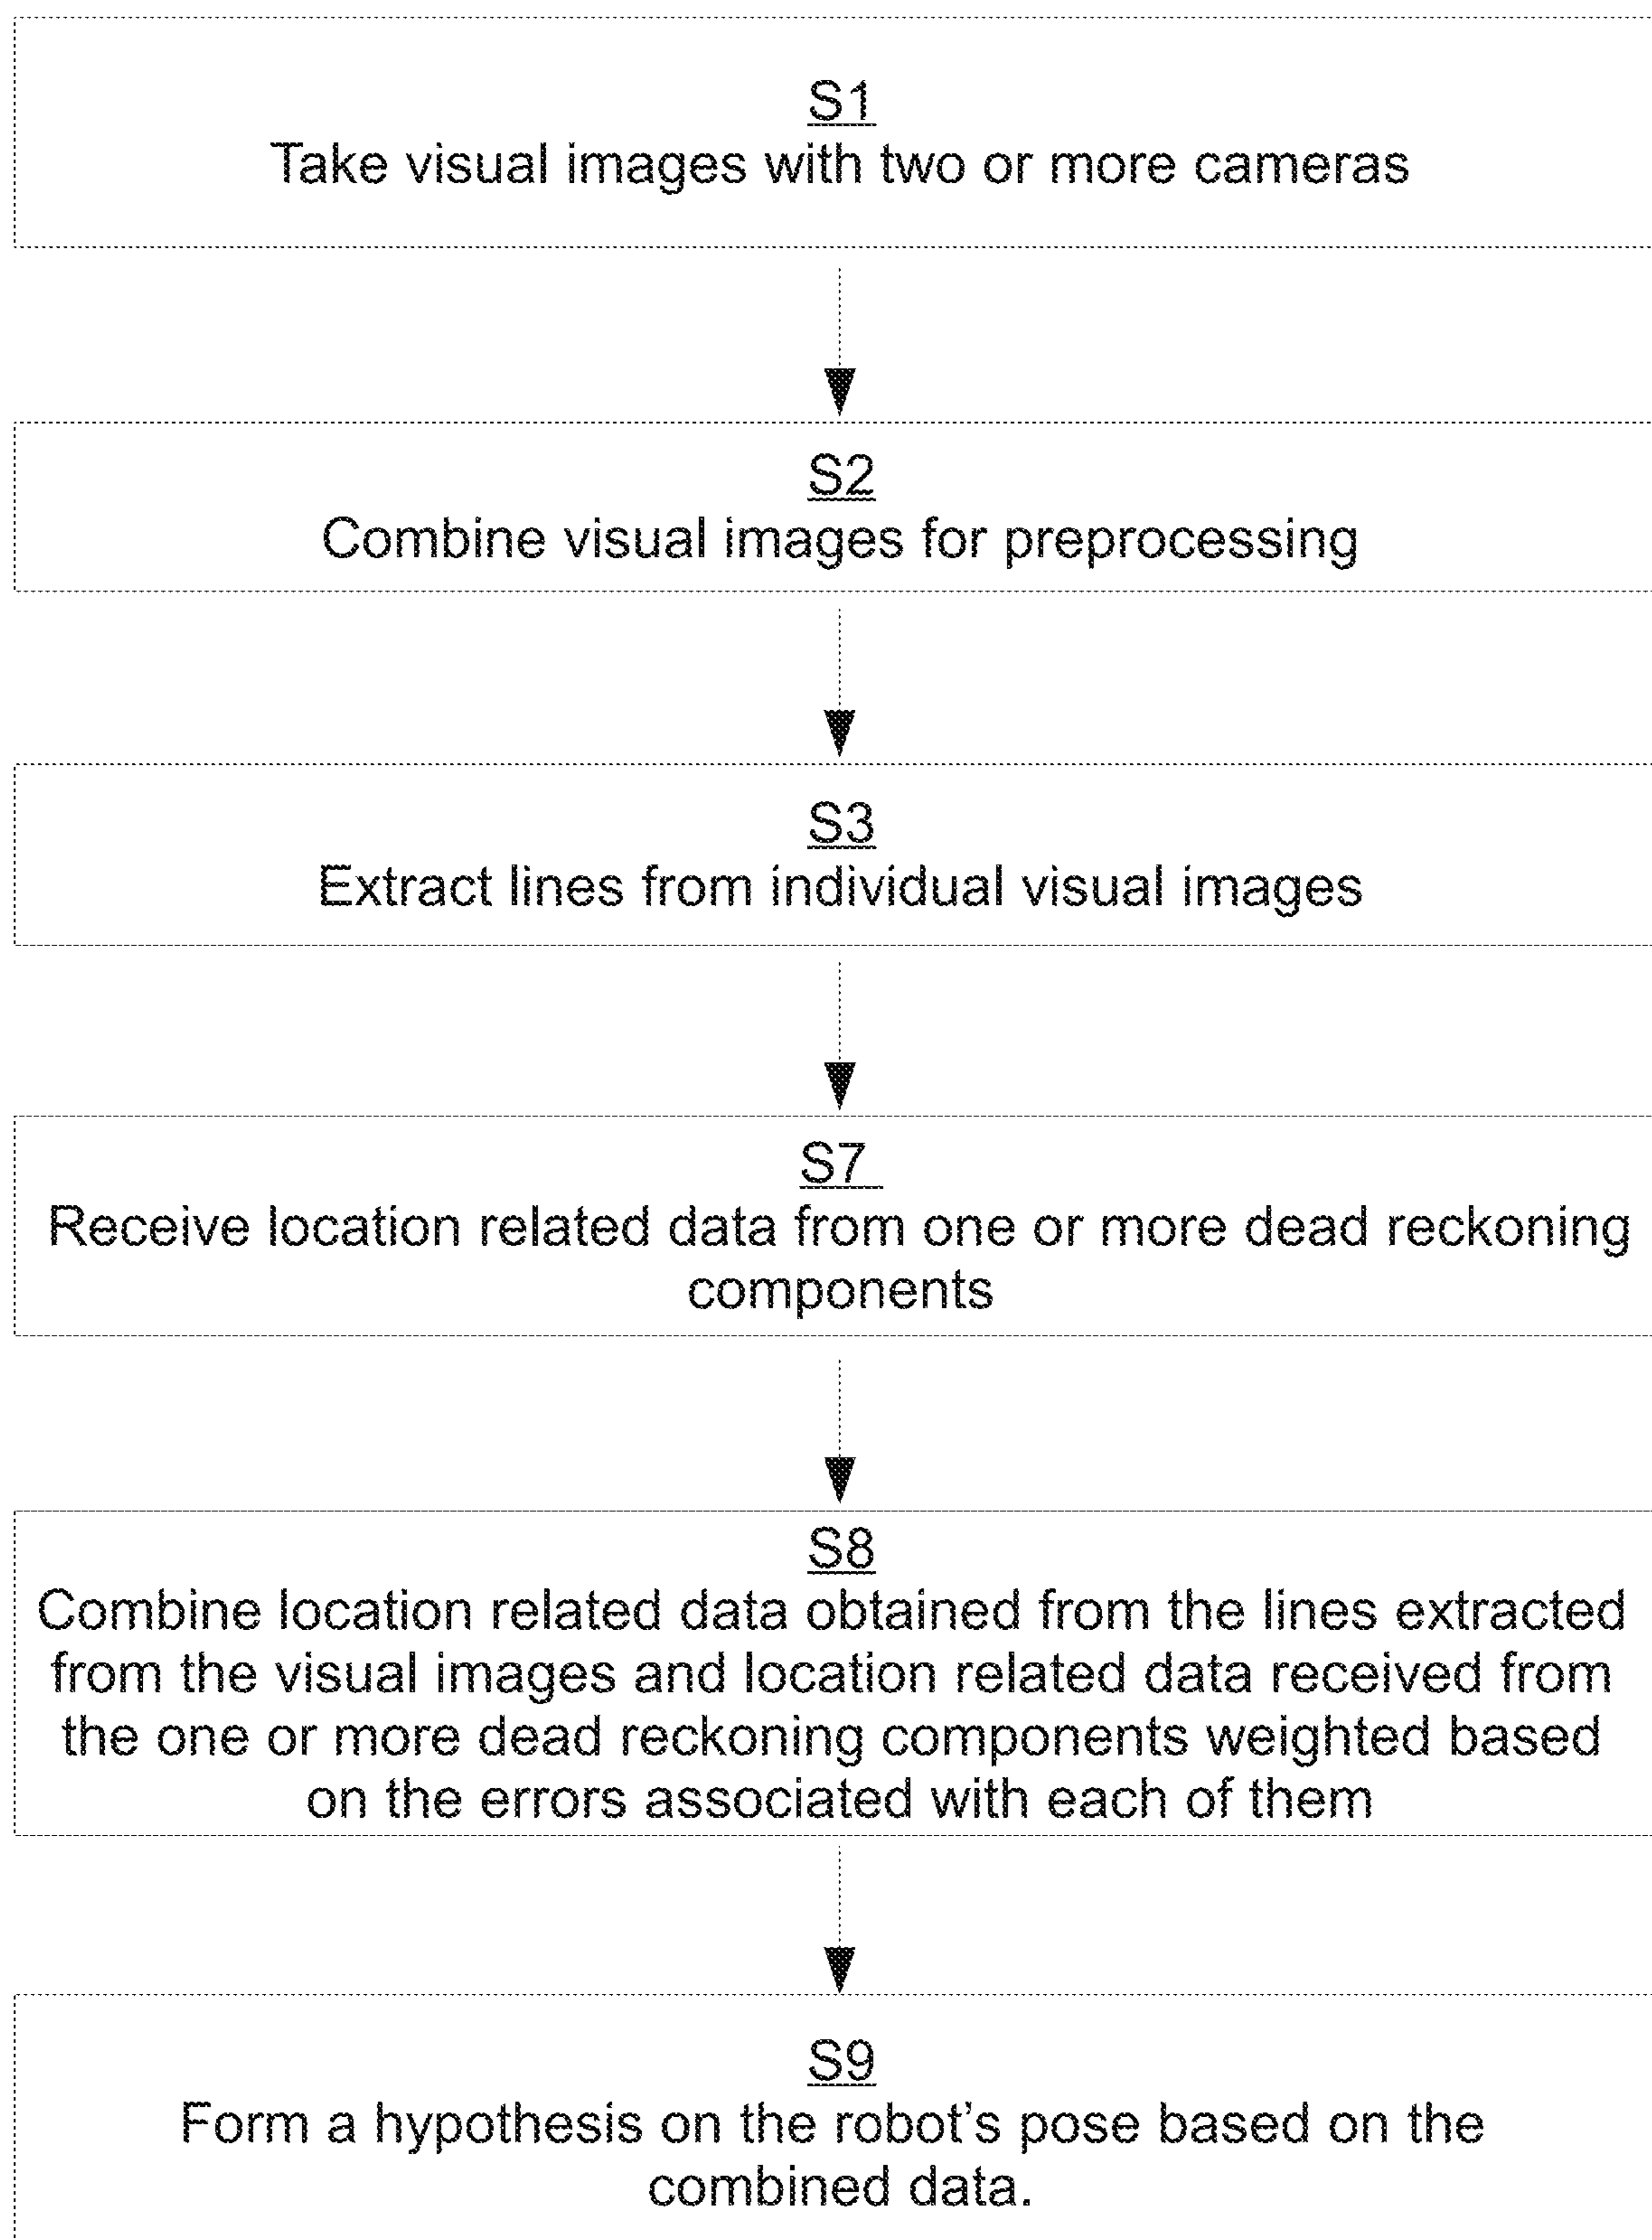 S1
Take visual images with two or more cameras
S2
Combine visual images for preprocessing
S3
Extract lines from individual visual images
S7
Receive location related data from one or more dead reckoning
components
S8
Combine location related data obtained from the lines extracted
from the visual images and location related data received from
the one or more dead reckoning components weighted based
on the errors associated with each of them
S9
Form a hypothesis on the robot's pose based on the
combined data.